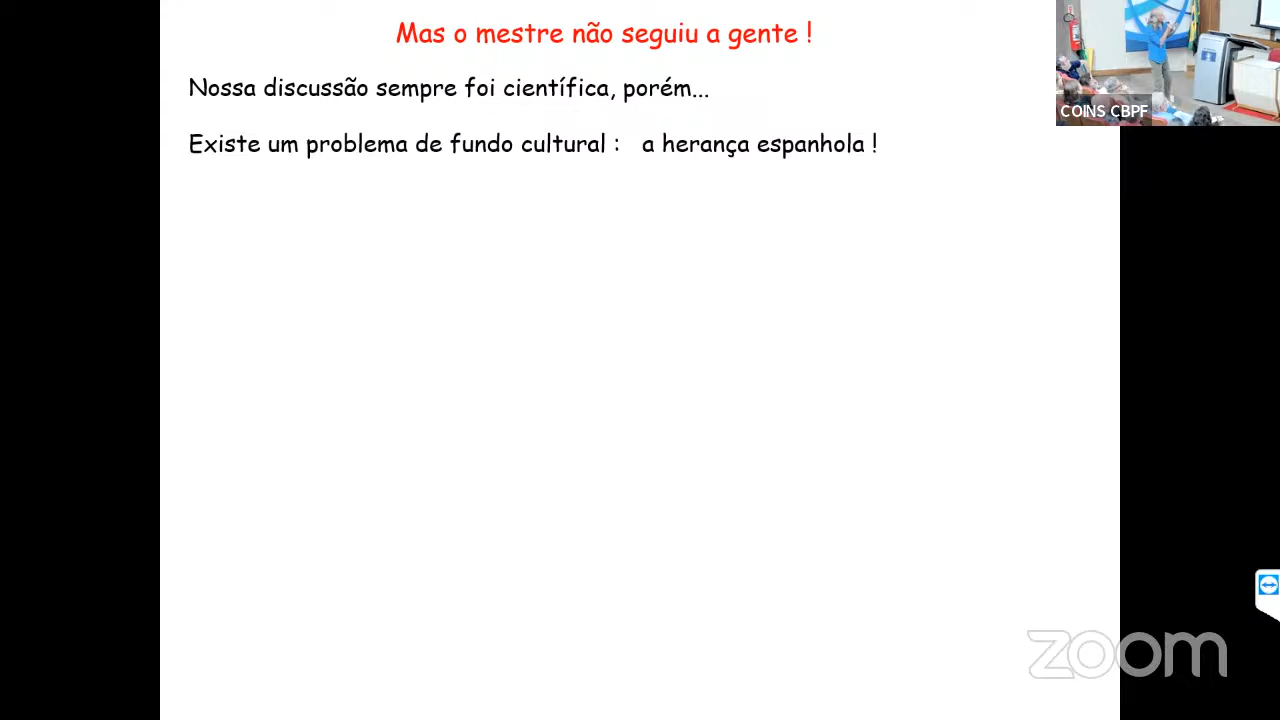 Mas o mestre não seguiu a gente !
Nossa discussão sempre foi científica, porém...
Existe um problema de fundo cultural : a herança espanhola !
COINS CBPF
zoom